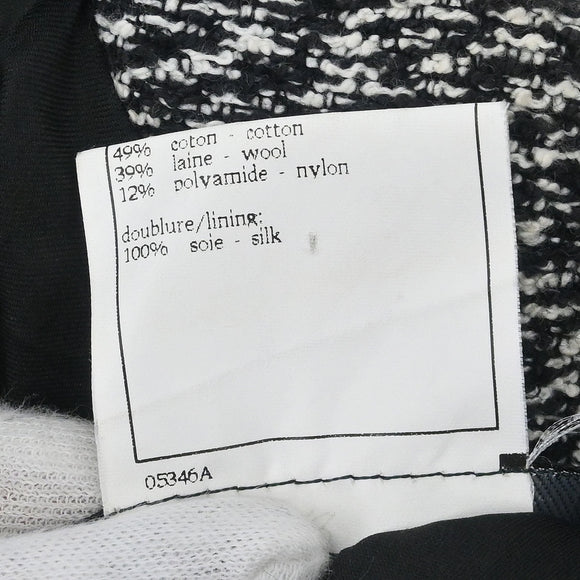 49% coton - cotton
39% laine - wool
12% polyamide - nylon
doublure/lining:
100% soie - silk
05346A